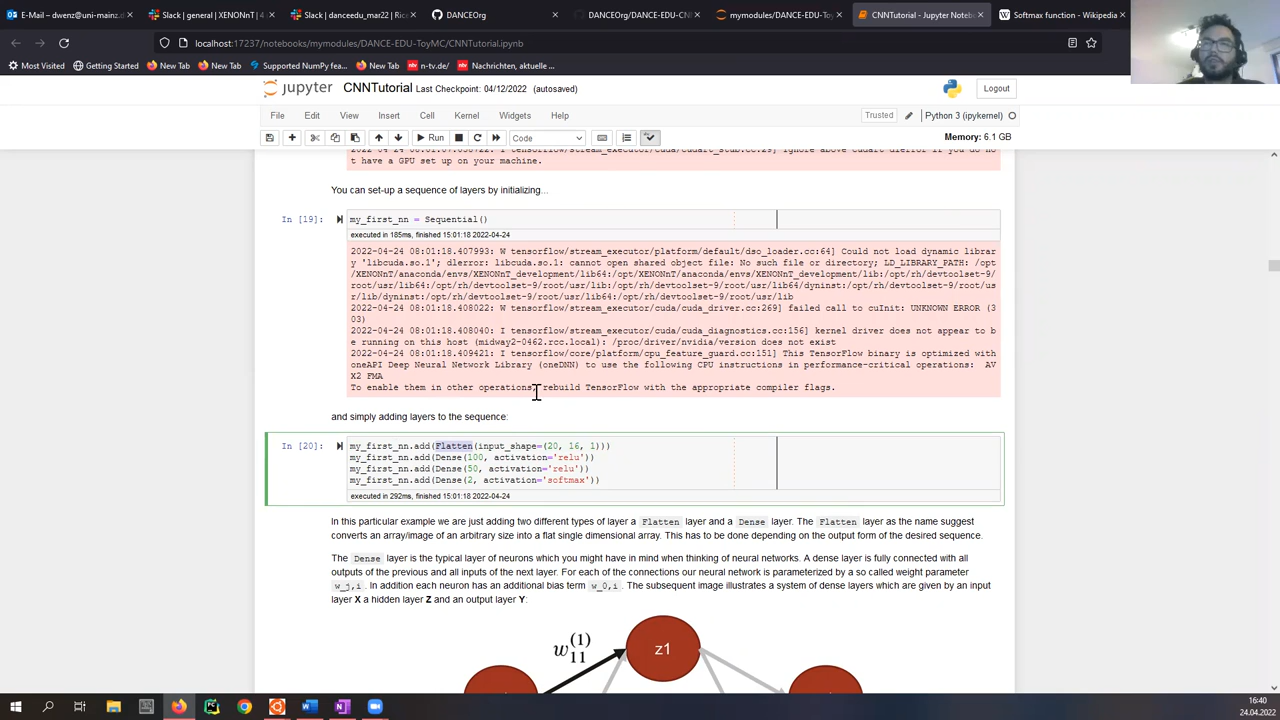 E-Mail – dwenz@uni-mainz.d
Slack | general | XENONnT | 4
Slack | danceedu_mar22 | Ric
DANCEOrg
DANCEOrg/DANCE-EDU-CN
mymodules/DANCE-EDU-ToyM
CNNTutorial - Jupyter Notebo
Softmax function - Wikipedia
localhost:17237/notebooks/mymodules/DANCE-EDU-ToyMC/CNNTutorial.ipynb
Most Visited Getting Started New Tab New Tab Supported NumPy fea... New Tab n-tv.de/ Nachrichten, aktuelle ...
jupyter CNNTutorial Last Checkpoint: 04/12/2022 (autosaved) Logout
File Edit View Insert Cell Kernel Widgets Help Trusted Python 3 (ipykernel)
Run Code Memory: 6.1 GB
t have a GPU set up on your machine.
You can set-up a sequence of layers by initializing...
In [19]: my_first_nn = Sequential()
executed in 185ms, finished 15:01:18 2022-04-24
2022-04-24 08:01:18.407993: W tensorflow/stream_executor/platform/default/dso_loader.cc:64] Could not load dynamic librar
y 'libcuda.so.1'; dlerror: libcuda.so.1: cannot open shared object file: No such file or directory; LD_LIBRARY_PATH: /opt
/XENONnT/anaconda/envs/XENONnT_development/lib64:/opt/XENONnT/anaconda/envs/XENONnT_development/lib:/opt/rh/devtoolset-9/
root/usr/lib64:/opt/rh/devtoolset-9/root/usr/lib:/opt/rh/devtoolset-9/root/usr/lib64/dyninst:/opt/rh/devtoolset-9/root/us
r/lib/dyninst:/opt/rh/devtoolset-9/root/usr/lib64:/opt/rh/devtoolset-9/root/usr/lib
2022-04-24 08:01:18.408022: W tensorflow/stream_executor/cuda/cuda_driver.cc:269] failed call to cuInit: UNKNOWN ERROR (3
03)
2022-04-24 08:01:18.408040: I tensorflow/stream_executor/cuda/cuda_diagnostics.cc:156] kernel driver does not appear to b
e running on this host (midway2-0462.rcc.local): /proc/driver/nvidia/version does not exist
2022-04-24 08:01:18.409421: I tensorflow/core/platform/cpu_feature_guard.cc:151] This TensorFlow binary is optimized with
oneAPI Deep Neural Network Library (oneDNN) to use the following CPU instructions in performance-critical operations: AV
X2 FMA
To enable them in other operations, rebuild TensorFlow with the appropriate compiler flags.
and simply adding layers to the sequence:
In [20]: my_first_nn.add(Flatten(input_shape=(20, 16, 1)))
my_first_nn.add(Dense(100, activation='relu'))
my_first_nn.add(Dense(50, activation='relu'))
my_first_nn.add(Dense(2, activation='softmax'))
executed in 292ms, finished 15:01:18 2022-04-24
In this particular example we are just adding two different types of layer a Flatten layer and a Dense layer. The Flatten layer as the name suggest
converts an array/image of an arbitrary size into a flat single dimensional array. This has to be done depending on the output form of the desired sequence.
The Dense layer is the typical layer of neurons which you might have in mind when thinking of neural networks. A dense layer is fully connected with all
outputs of the previous and all inputs of the next layer. For each of the connections our neural network is parameterized by a so called weight parameter
w_j,i. In addition each neuron has an additional bias term w_0,i. The subsequent image illustrates a system of dense layers which are given by an input
layer X a hidden layer Z and an output layer Y:
w11(1)
z1
16:40
24.04.2022